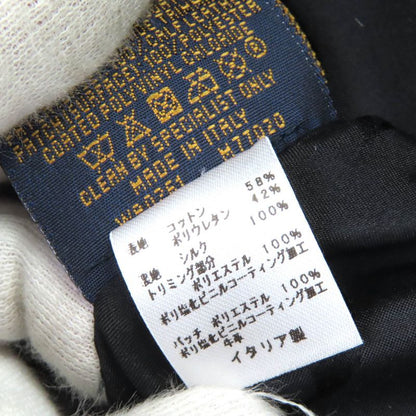 COATED POLYVINYL CHLORIDE
CLEAN BY SPECIALIST ONLY
MADE IN ITALY
表地 コットン 58%
ポリウレタン 42%
裏地 シルク 100%
トリミング部分
ポリエステル 100%
ポリ塩化ビニルコーティング加工
パッチ ポリエステル 100%
ポリ塩化ビニルコーティング加工
牛革
イタリア製